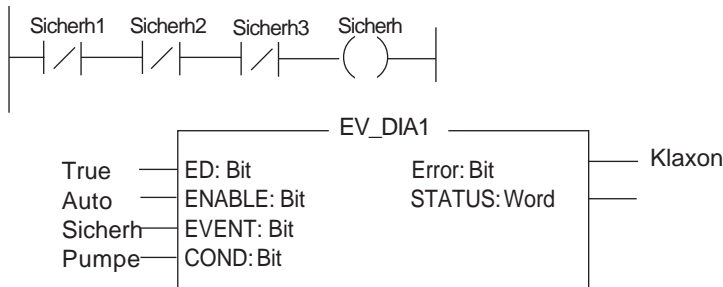 Sicherh1 Sicherh2 Sicherh3 Sicherh
EV_DIA1
True ED: Bit Error: Bit Klaxon
Auto ENABLE: Bit STATUS: Word
Sicherh EVENT: Bit
Pumpe COND: Bit